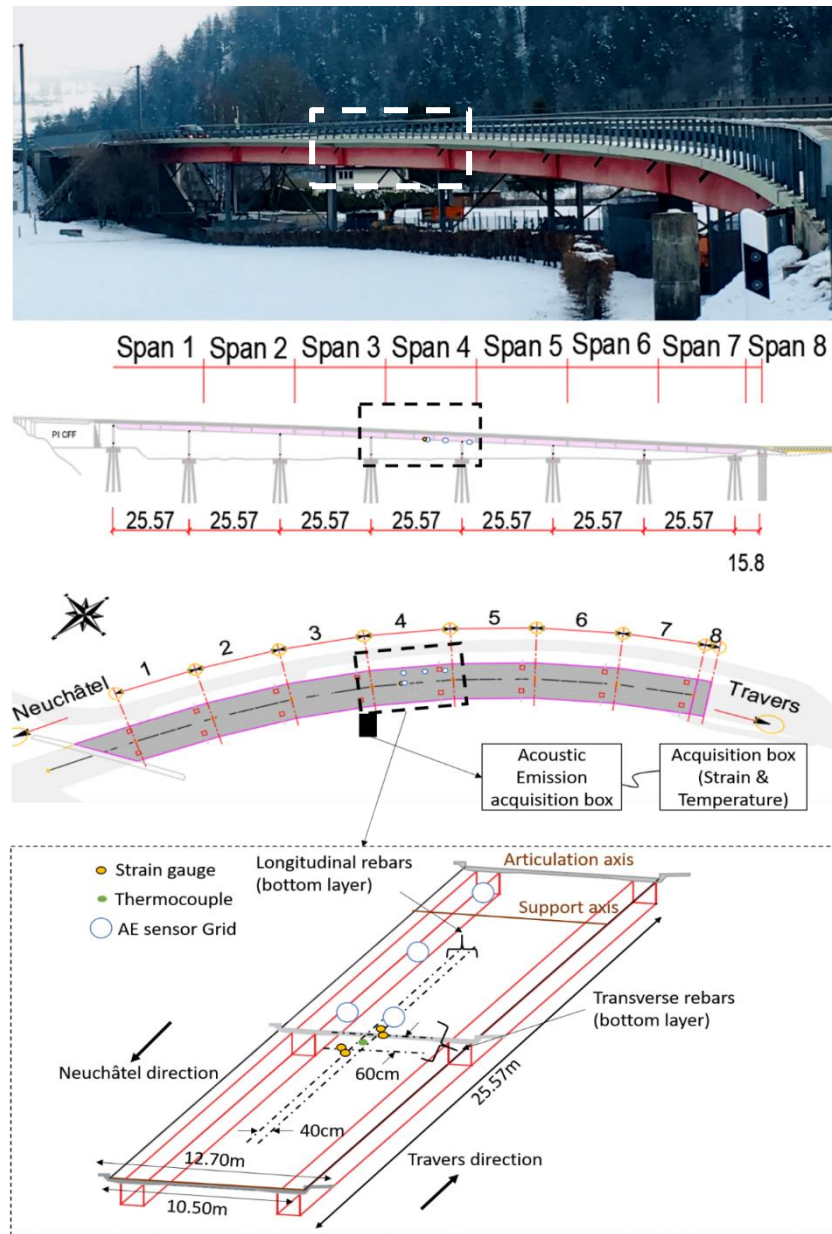 Span 1 Span 2 Span 3 Span 4 Span 5 Span 6 Span 7 Span 8
PI CFF
25.57 25.57 25.57 25.57 25.57 25.57 25.57
15.8
1 2 3 4 5 6 7 8
Neuchâtel
Travers
Acoustic
Emission
acquisition box
Acquisition box
(Strain &
Temperature)
Strain gauge
Thermocouple
AE sensor Grid
Longitudinal rebars
(bottom layer)
Articulation axis
Support axis
Transverse rebars
(bottom layer)
Neuchâtel direction
60cm
25.57m
40cm
12.70m
Travers direction
10.50m